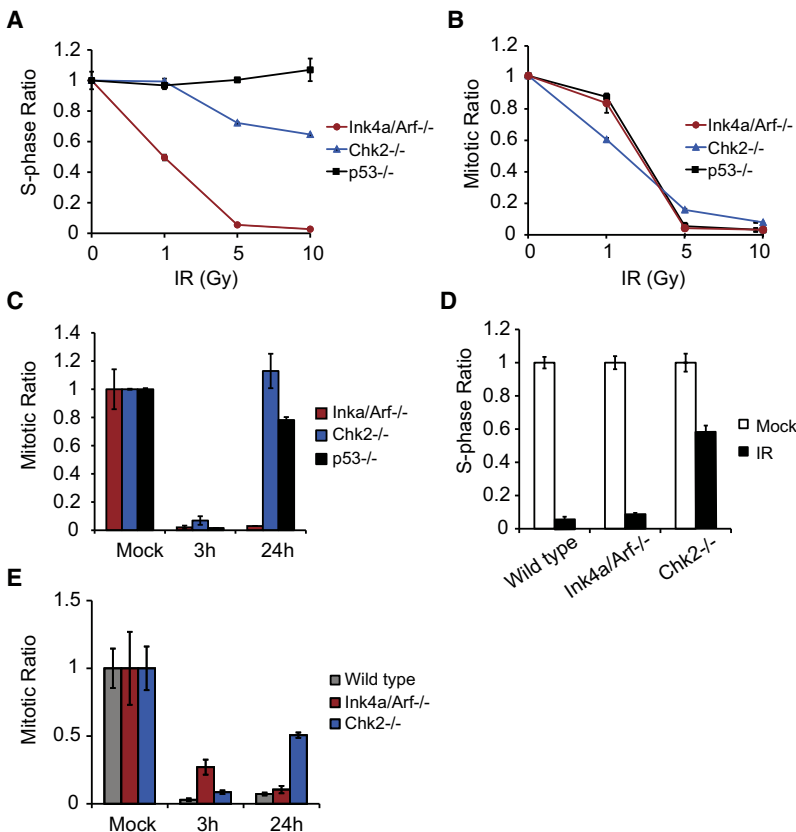 A
S-phase Ratio
1.2
1
0.8
0.6
0.4
0.2
0
0
1
5
10
IR (Gy)
Ink4a/Arf-/-
Chk2-/-
p53-/-
B
Mitotic Ratio
1.2
1
0.8
0.6
0.4
0.2
0
0
1
5
10
IR (Gy)
Ink4a/Arf-/-
Chk2-/-
p53-/-
C
Mitotic Ratio
1.4
1.2
1
0.8
0.6
0.4
0.2
0
Mock
3h
24h
Inka/Arf-/-
Chk2-/-
p53-/-
D
S-phase Ratio
1.2
1
0.8
0.6
0.4
0.2
0
Wild type
Ink4a/Arf-/-
Chk2-/-
Mock
IR
E
Mitotic Ratio
1.5
1
0.5
0
Mock
3h
24h
Wild type
Ink4a/Arf-/-
Chk2-/-